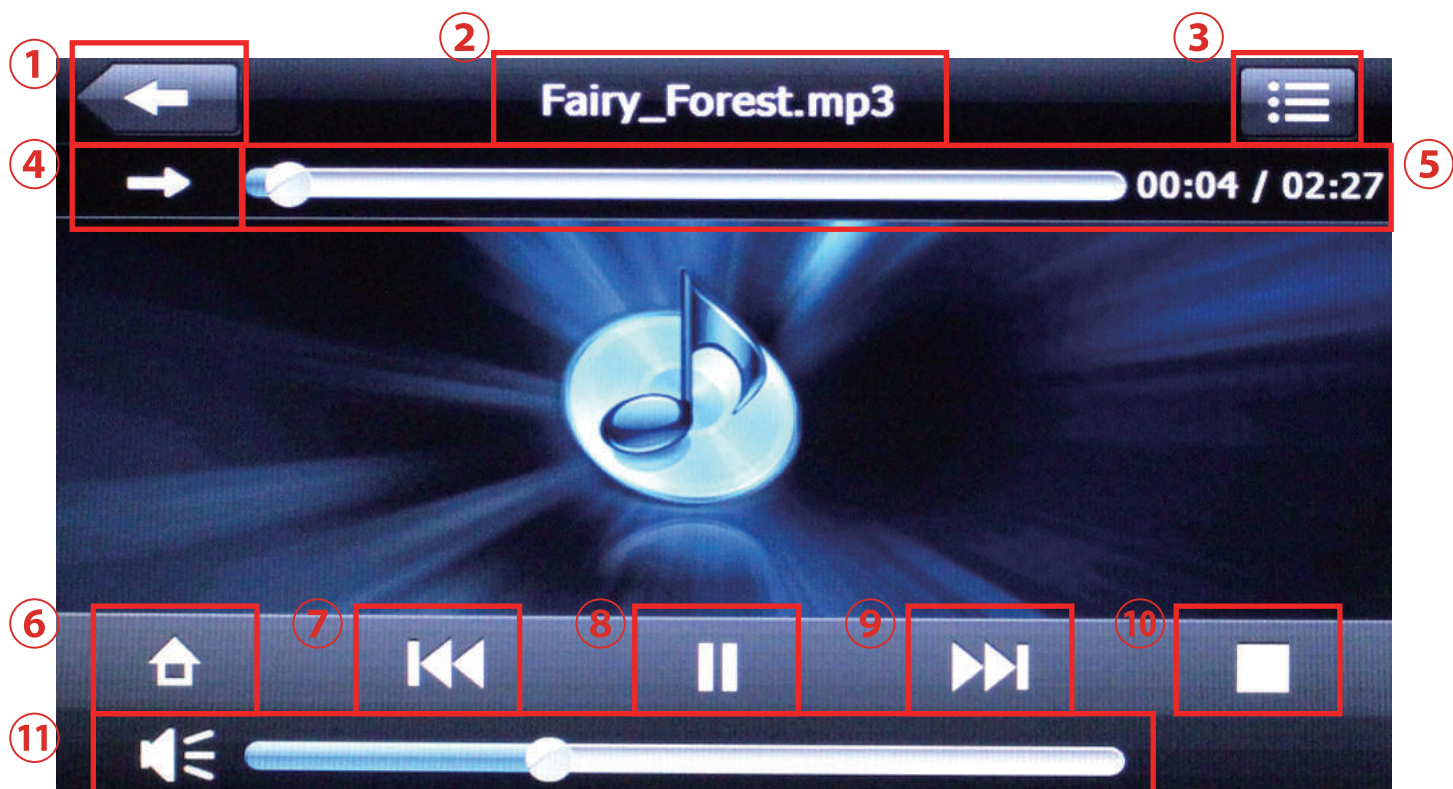 ① ② ③
Fairy_Forest.mp3
④ ⑤
00:04 / 02:27
⑥ ⑦ ⑧ ⑨ ⑩
⑪